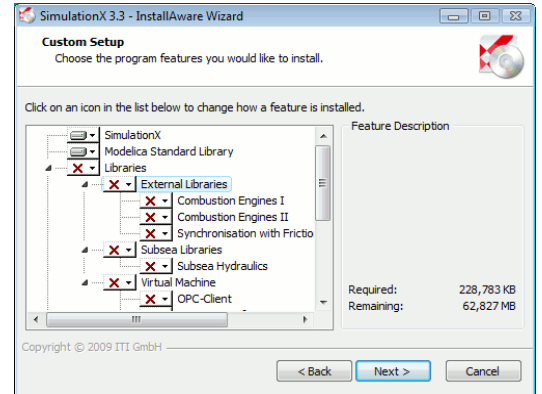 SimulationX 3.3 - InstallAware Wizard
Custom Setup
Choose the program features you would like to install.
Click on an icon in the list below to change how a feature is installed.
SimulationX
Modelica Standard Library
Libraries
External Libraries
Combustion Engines I
Combustion Engines II
Synchronisation with Frictio
Subsea Libraries
Subsea Hydraulics
Virtual Machine
OPC-Client
Feature Description
Required: 228,783 KB
Remaining: 62,827 MB
Copyright © 2009 ITI GmbH
< Back Next > Cancel